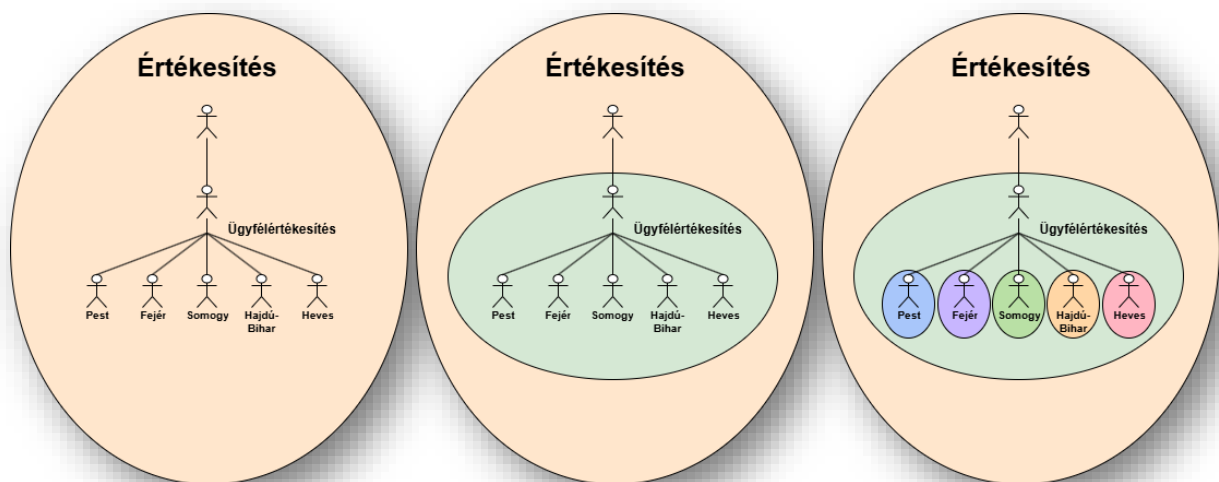 Értékesítés
Ügyfélértékesítés
Pest
Fejér
Somogy
Hajdú-
Bihar
Heves
Értékesítés
Ügyfélértékesítés
Pest
Fejér
Somogy
Hajdú-
Bihar
Heves
Értékesítés
Ügyfélértékesítés
Pest
Fejér
Somogy
Hajdú-
Bihar
Heves